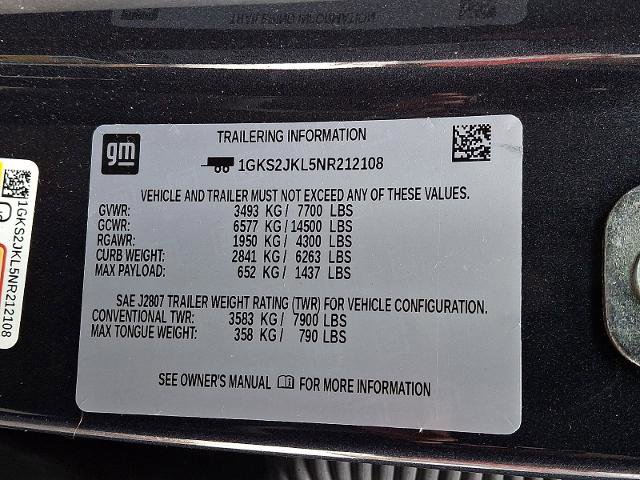 gm
TRAILERING INFORMATION
1GKS2JKL5NR212108
VEHICLE AND TRAILER MUST NOT EXCEED ANY OF THESE VALUES.
GVWR: 3493 KG / 7700 LBS
GCWR: 6577 KG / 14500 LBS
RGAWR: 1950 KG / 4300 LBS
CURB WEIGHT: 2841 KG / 6263 LBS
MAX PAYLOAD: 652 KG / 1437 LBS
SAE J2807 TRAILER WEIGHT RATING (TWR) FOR VEHICLE CONFIGURATION.
CONVENTIONAL TWR: 3583 KG / 7900 LBS
MAX TONGUE WEIGHT: 358 KG / 790 LBS
SEE OWNER'S MANUAL FOR MORE INFORMATION
1GKS2JKL5NR212108